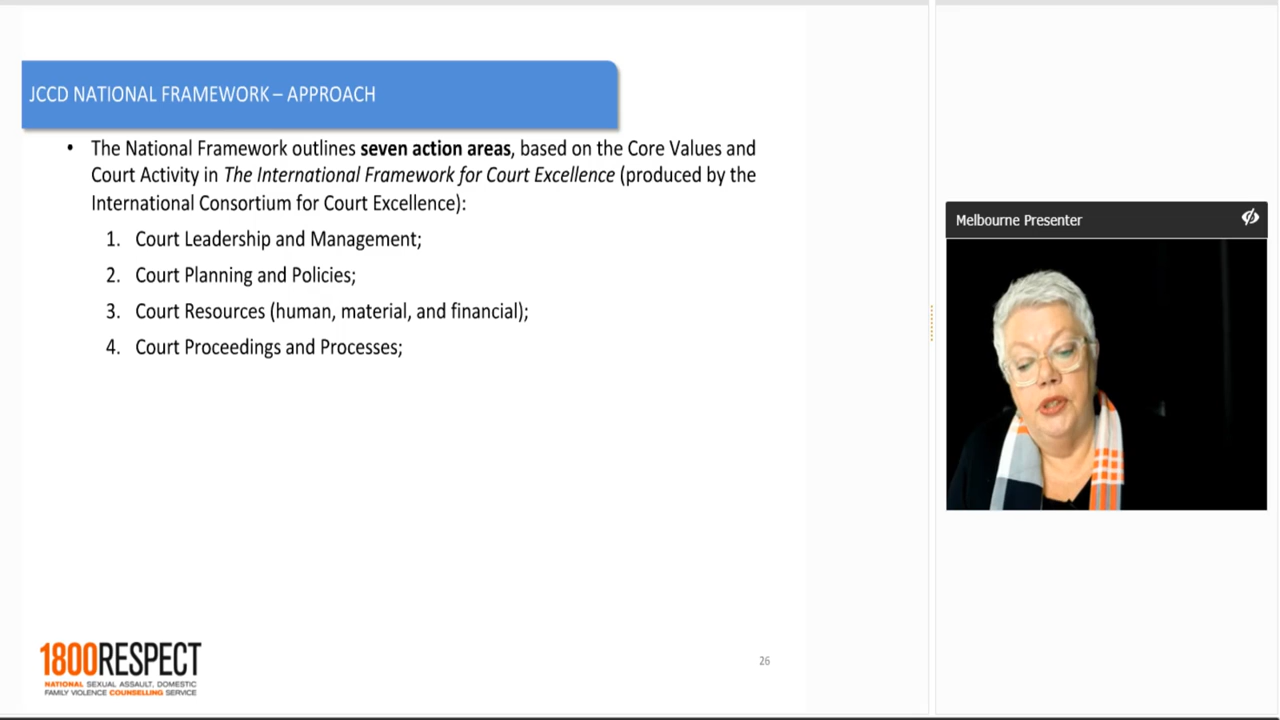 JCCD NATIONAL FRAMEWORK – APPROACH
• The National Framework outlines seven action areas, based on the Core Values and
Court Activity in The International Framework for Court Excellence (produced by the
International Consortium for Court Excellence):
1. Court Leadership and Management;
2. Court Planning and Policies;
3. Court Resources (human, material, and financial);
4. Court Proceedings and Processes;
Melbourne Presenter
1800RESPECT
NATIONAL SEXUAL ASSAULT, DOMESTIC
FAMILY VIOLENCE COUNSELLING SERVICE
26